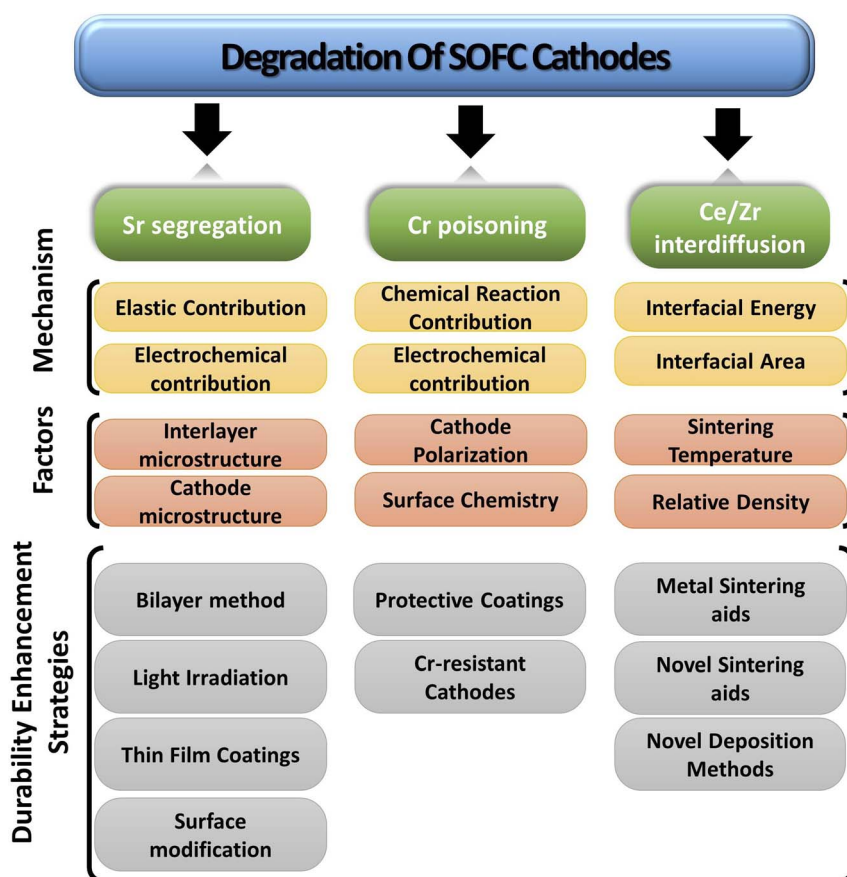 Degradation Of SOFC Cathodes
Sr segregation
Cr poisoning
Ce/Zr
interdiffusion
Mechanism
Elastic Contribution
Chemical Reaction
Contribution
Interfacial Energy
Electrochemical
contribution
Electrochemical
contribution
Interfacial Area
Factors
Interlayer
microstructure
Cathode
Polarization
Sintering
Temperature
Cathode
microstructure
Surface Chemistry
Relative Density
Durability Enhancement
Strategies
Bilayer method
Protective Coatings
Metal Sintering
aids
Light Irradiation
Cr-resistant
Cathodes
Novel Sintering
aids
Thin Film Coatings
Novel Deposition
Methods
Surface
modification